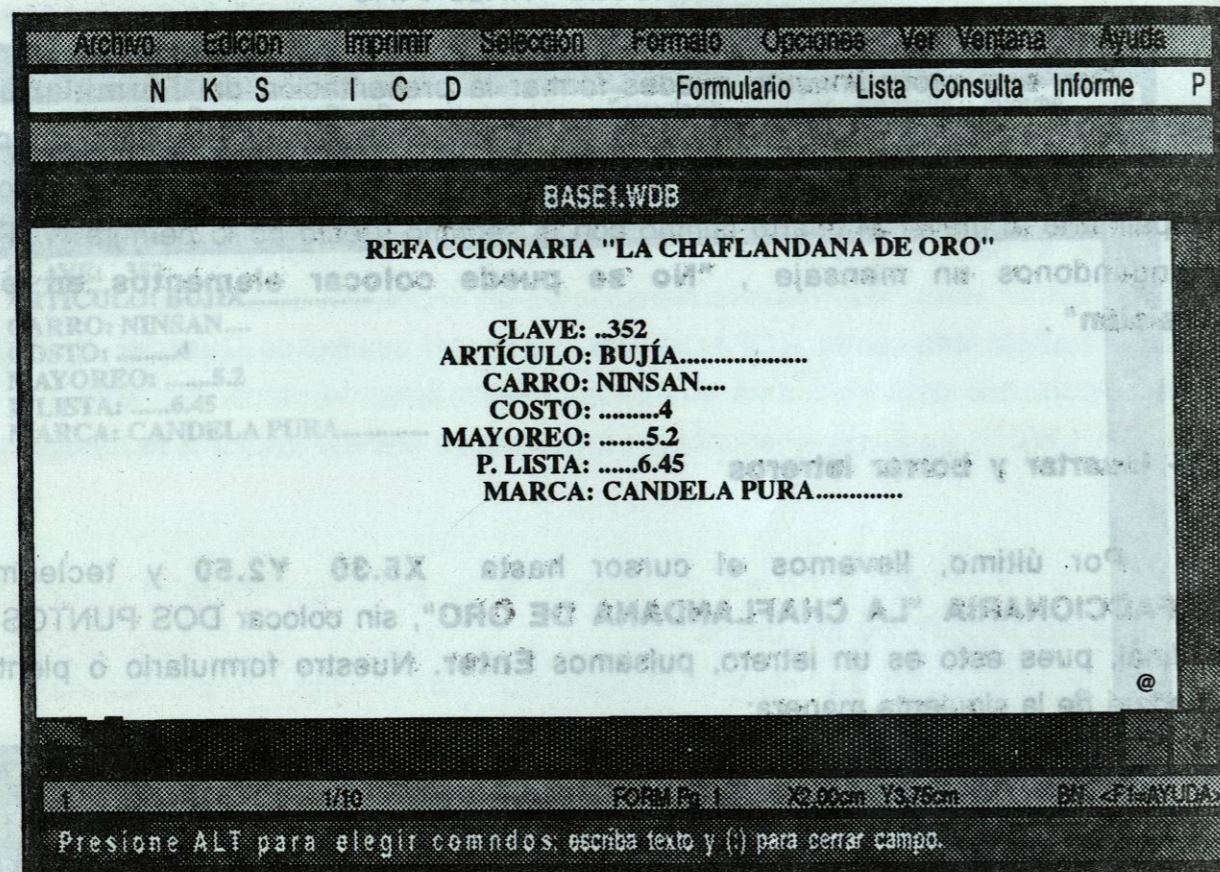 Archivo Edicion Imprimir Selección Formato Opciones Ver Ventana Ayuda
N K S I C D Formulario Lista Consulta Informe P
BASE1.WDB
REFACCIONARIA "LA CHAFLANDANA DE ORO"
CLAVE: ..352
ARTÍCULO: BUJÍA.....................
CARRO: NINSAN....
COSTO: .........4
MAYOREO: .......5.2
P. LISTA: ......6.45
MARCA: CANDELA PURA.............
@
1 1/10 FORM Pg 1 X2.00cm Y3.75cm BN <F1=AYUDA>
Presione ALT para elegir comndos; escriba texto y (:) para cerrar campo.